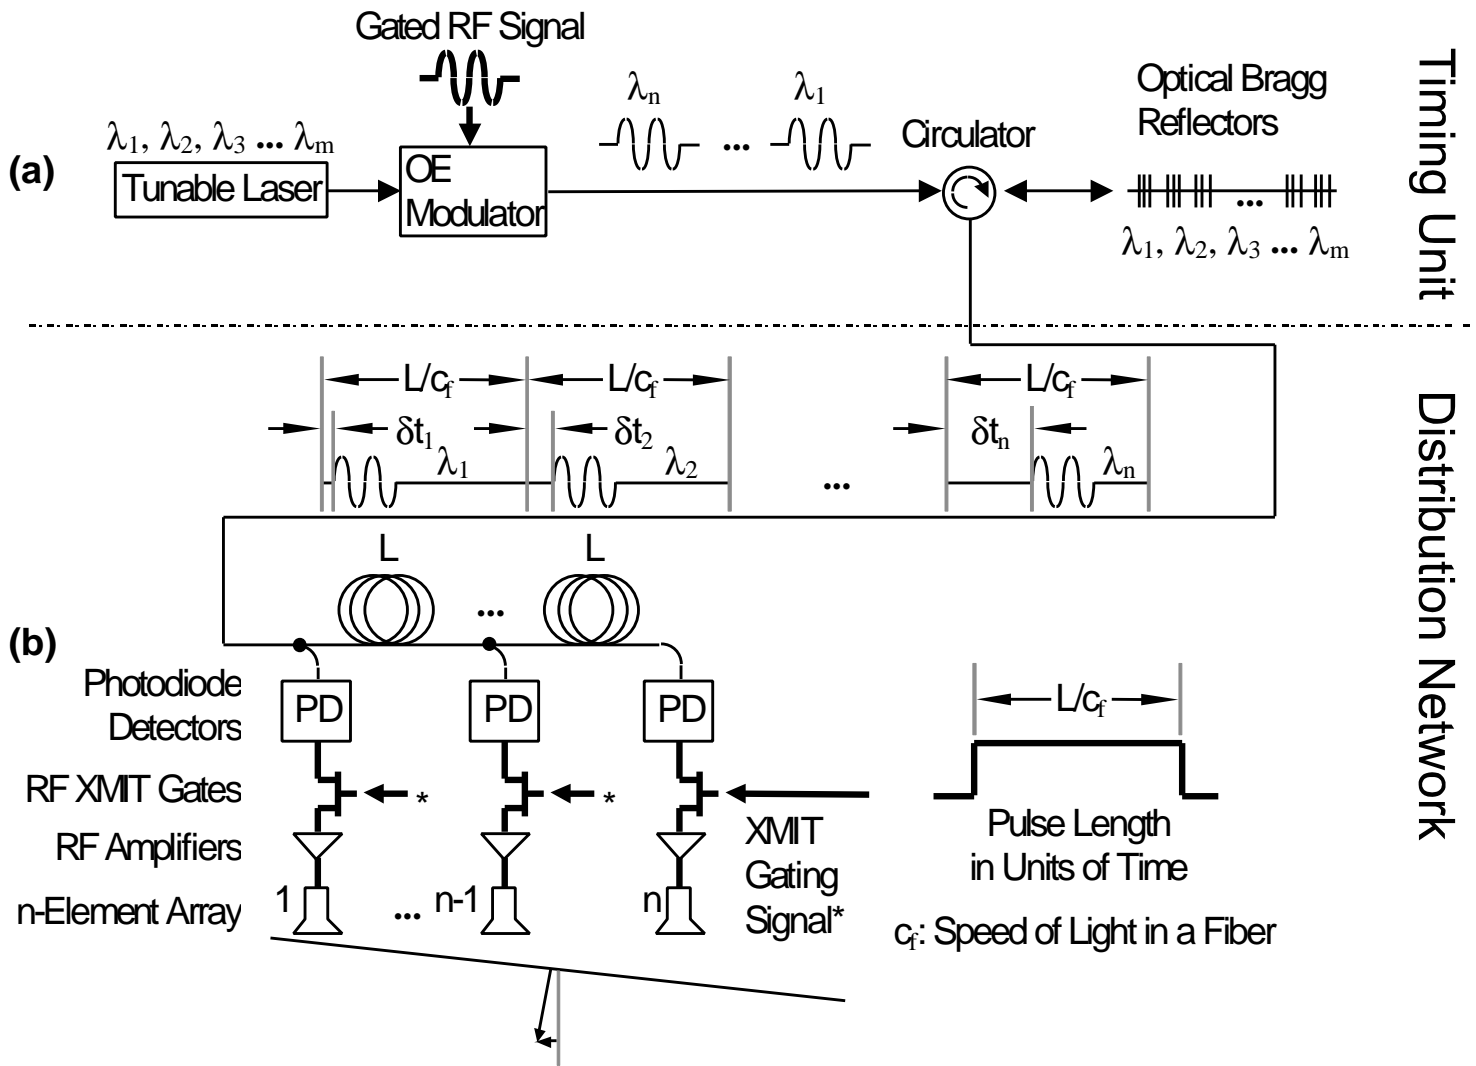 Gated RF Signal
λ1, λ2, λ3 ... λm
Tunable Laser
OE
Modulator
λn
...
λ1
Circulator
Optical Bragg
Reflectors
...
λ1, λ2, λ3 ... λm
(a)
Timing Unit
L/cf
L/cf
L/cf
δt1
δt2
δtn
λ1
λ2
...
λn
L
...
L
(b)
Photodiode
Detectors
PD
PD
PD
RF XMIT Gates
*
*
RF Amplifiers
n-Element Array
1
...
n-1
n
XMIT
Gating
Signal*
L/cf
Pulse Length
in Units of Time
cf: Speed of Light in a Fiber
Distribution Network